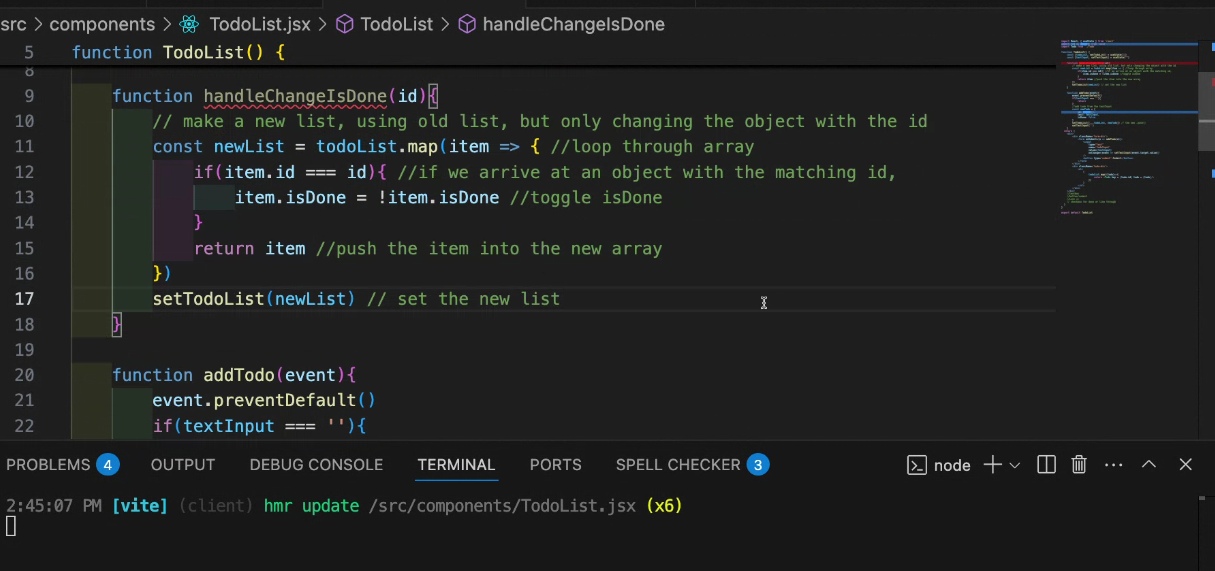 src > components > TodoList.jsx > TodoList > handleChangeIsDone
5 function TodoList() {
8
9 function handleChangeIsDone(id){
10 // make a new list, using old list, but only changing the object with the id
11 const newList = todoList.map(item => { //loop through array
12 if(item.id === id){ //if we arrive at an object with the matching id,
13 item.isDone = !item.isDone //toggle isDone
14 }
15 return item //push the item into the new array
16 })
17 setTodoList(newList) // set the new list
18 }
19
20 function addTodo(event){
21 event.preventDefault()
22 if(textInput === ''){
PROBLEMS 4 OUTPUT DEBUG CONSOLE TERMINAL PORTS SPELL CHECKER 3 node
2:45:07 PM [vite] (client) hmr update /src/components/TodoList.jsx (x6)